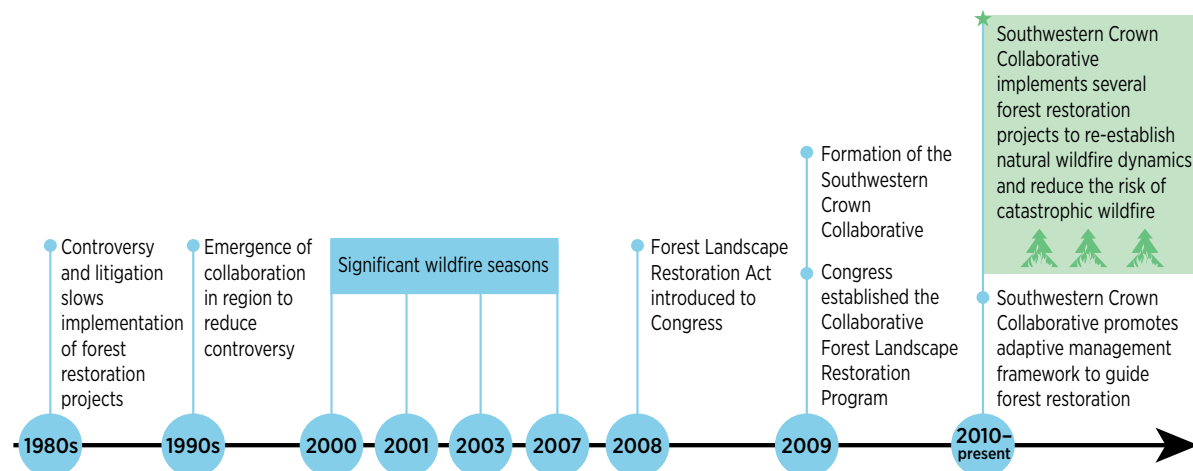 Controversy
and litigation
slows
implementation
of forest
restoration
projects
Emergence of
collaboration
in region to
reduce
controversy
Significant wildfire seasons
Forest Landscape
Restoration Act
introduced to
Congress
Formation of the
Southwestern
Crown
Collaborative
Congress
established the
Collaborative
Forest Landscape
Restoration
Program
Southwestern Crown
Collaborative
implements several
forest restoration
projects to re-establish
natural wildfire dynamics
and reduce the risk of
catastrophic wildfire
Southwestern Crown
Collaborative promotes
adaptive management
framework to guide
forest restoration
1980s
1990s
2000
2001
2003
2007
2008
2009
2010–
present